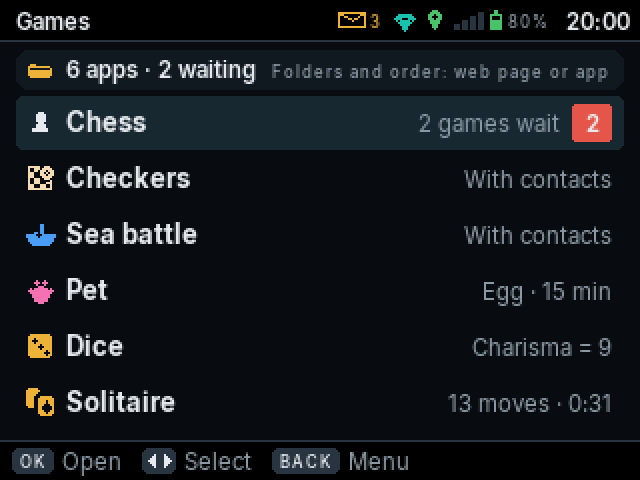 Games 3 80% 20:00
6 apps · 2 waiting Folders and order: web page or app
Chess 2 games wait 2
Checkers With contacts
Sea battle With contacts
Pet Egg · 15 min
Dice Charisma = 9
Solitaire 13 moves · 0:31
OK Open Select BACK Menu